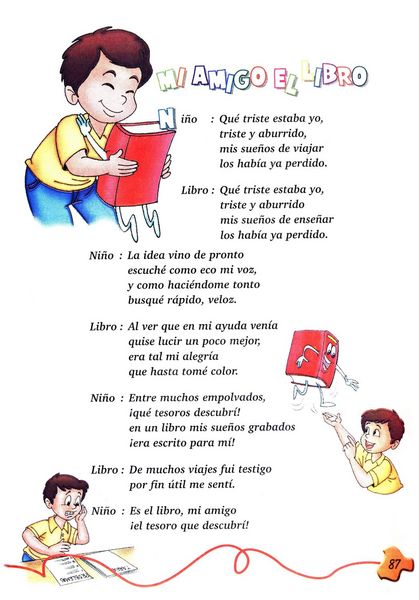 MI AMIGO EL LIBRO
Niño : Qué triste estaba yo,
triste y aburrido,
mis sueños de viajar
los había ya perdido.
Libro : Qué triste estaba yo,
triste y aburrido
mis sueños de enseñar
los había ya perdido.
Niño : La idea vino de pronto
escuché como eco mi voz,
y como haciéndome tonto
busqué rápido, veloz.
Libro : Al ver que en mi ayuda venía
quise lucir un poco mejor,
era tal mi alegría
que hasta tomé color.
Niño : Entre muchos empolvados,
¡qué tesoros descubrí!
en un libro mis sueños grabados
¡era escrito para mí!
Libro : De muchos viajes fui testigo
por fin útil me sentí.
Niño : Es el libro, mi amigo
¡el tesoro que descubrí!
87